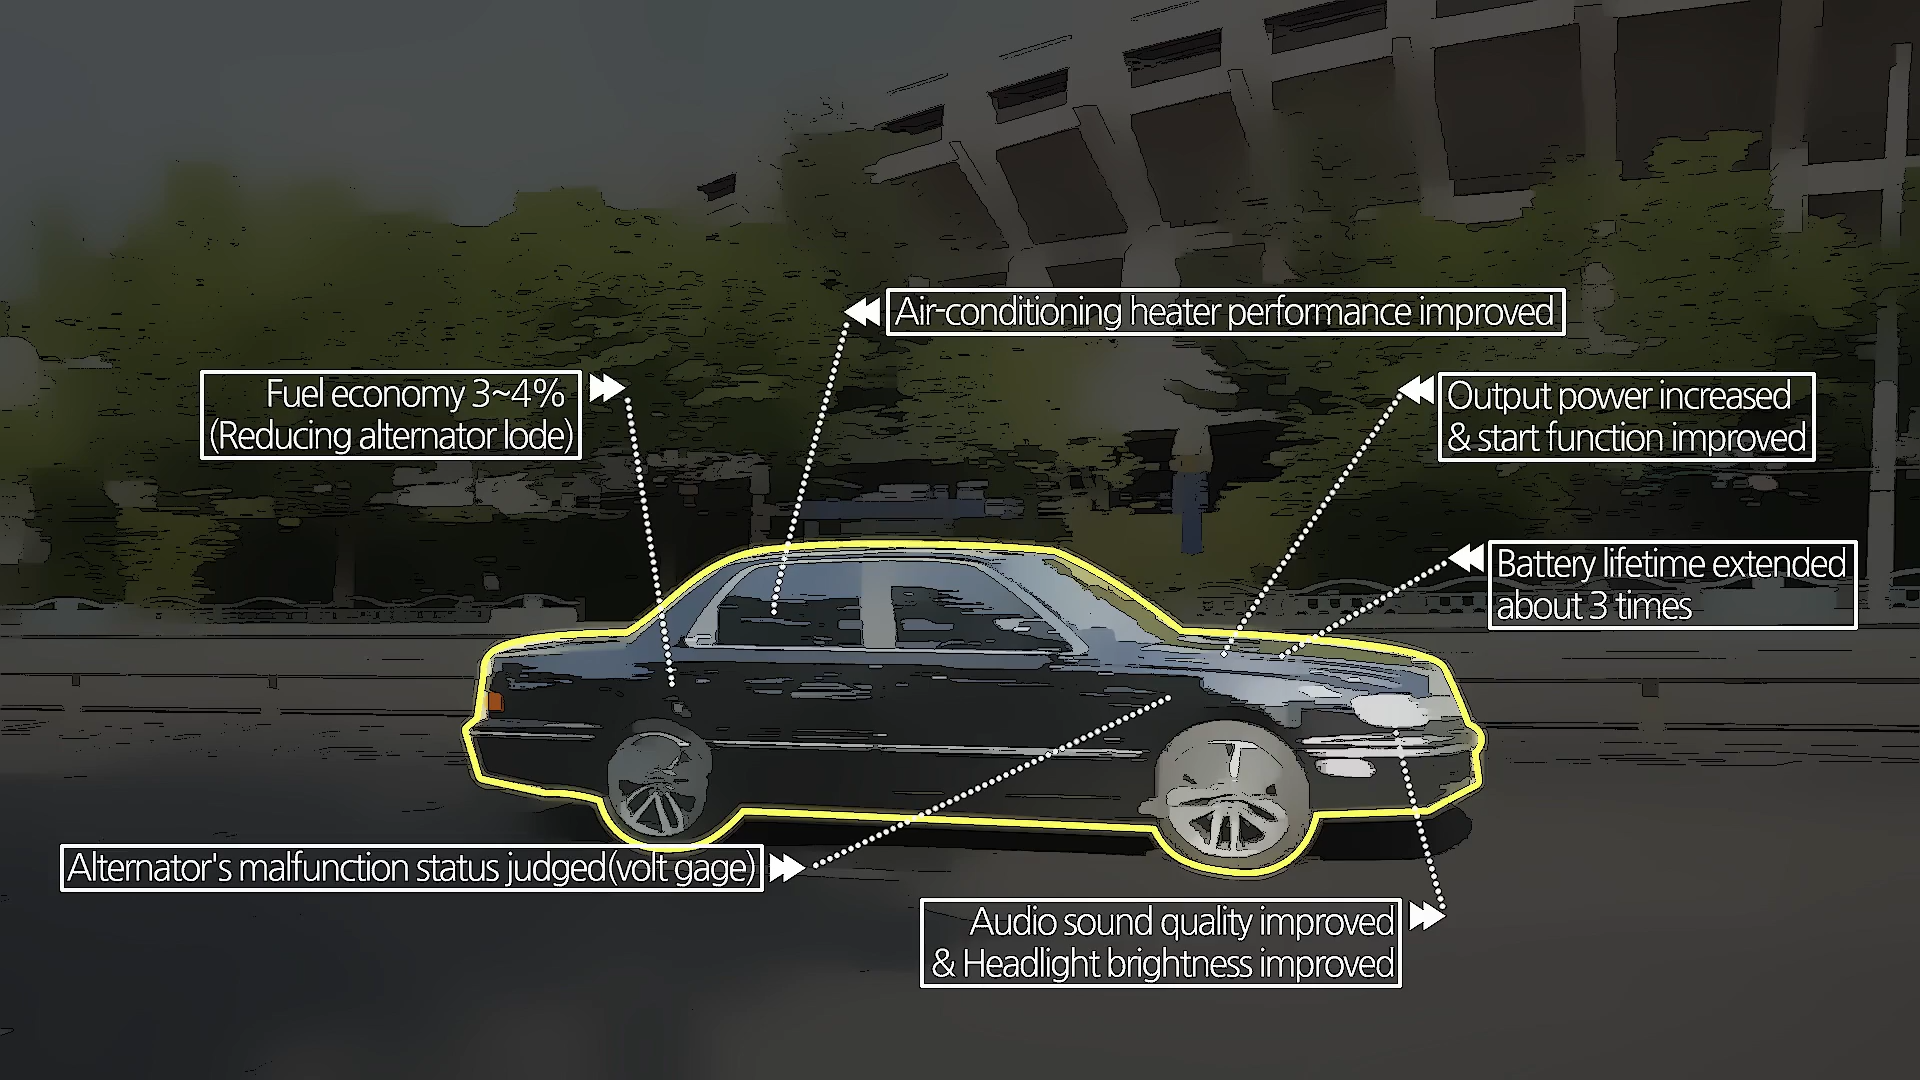 Air-conditioning heater performance improved
Fuel economy 3~4%
(Reducing alternator lode)
Output power increased
& start function improved
Battery lifetime extended
about 3 times
Alternator's malfunction status judged(volt gage)
Audio sound quality improved
& Headlight brightness improved